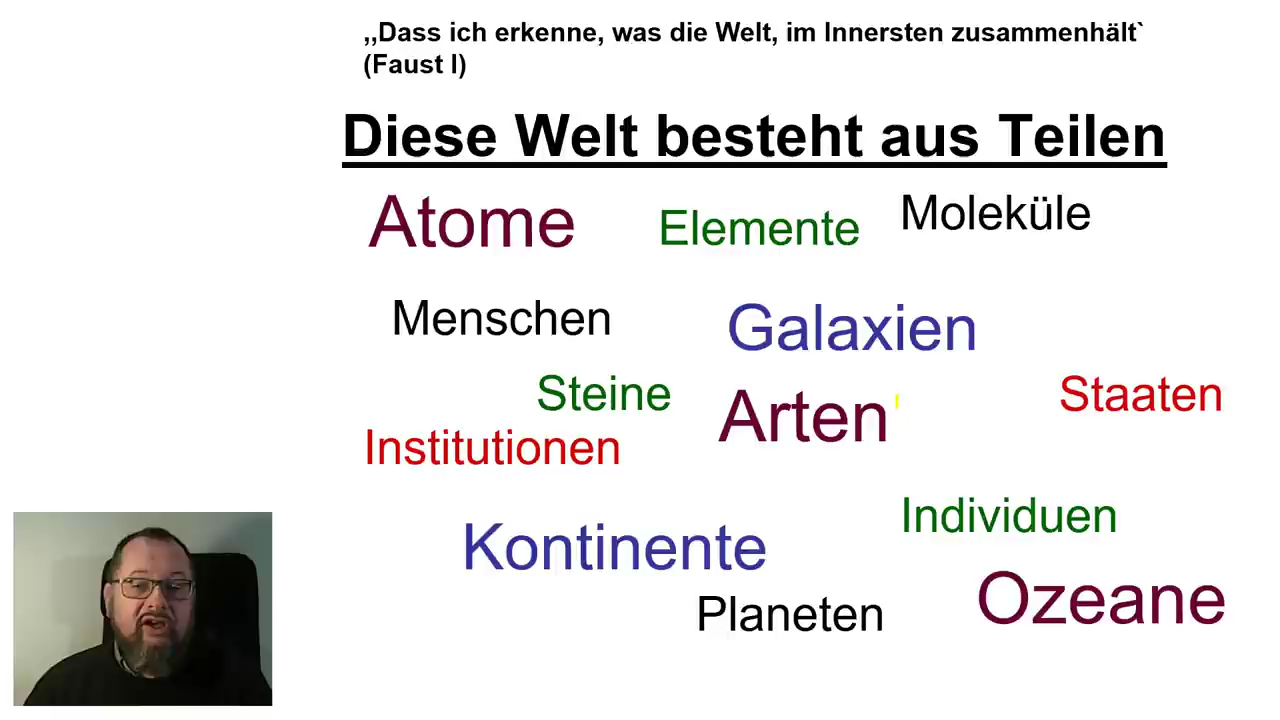 ,,Dass ich erkenne, was die Welt, im Innersten zusammenhält`
(Faust I)
Diese Welt besteht aus Teilen
Atome Elemente Moleküle
Menschen Galaxien
Steine Arten Staaten
Institutionen
Individuen
Kontinente
Planeten Ozeane